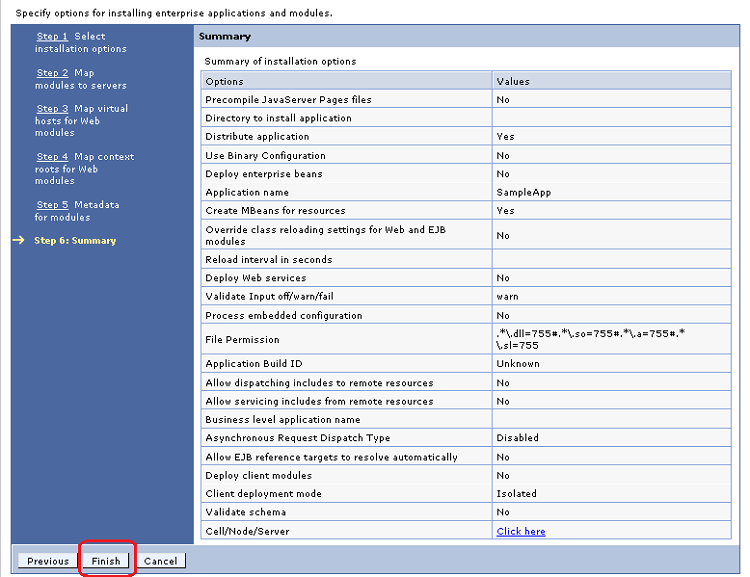 Specify options for installing enterprise applications and modules.
Step 1 Select
installation options
Step 2 Map
modules to servers
Step 3 Map virtual
hosts for Web
modules
Step 4 Map context
roots for Web
modules
Step 5 Metadata
for modules
Step 6: Summary
Summary
Summary of installation options
Options Values
Precompile JavaServer Pages files No
Directory to install application
Distribute application Yes
Use Binary Configuration No
Deploy enterprise beans No
Application name SampleApp
Create MBeans for resources Yes
Override class reloading settings for Web and EJB
modules No
Reload interval in seconds
Deploy Web services No
Validate Input off/warn/fail warn
Process embedded configuration No
File Permission .*\.dll=755#.*\.so=755#.*\.a=755#.*
\.sl=755
Application Build ID Unknown
Allow dispatching includes to remote resources No
Allow servicing includes from remote resources No
Business level application name
Asynchronous Request Dispatch Type Disabled
Allow EJB reference targets to resolve automatically No
Deploy client modules No
Client deployment mode Isolated
Validate schema No
Cell/Node/Server Click here
Previous Finish Cancel